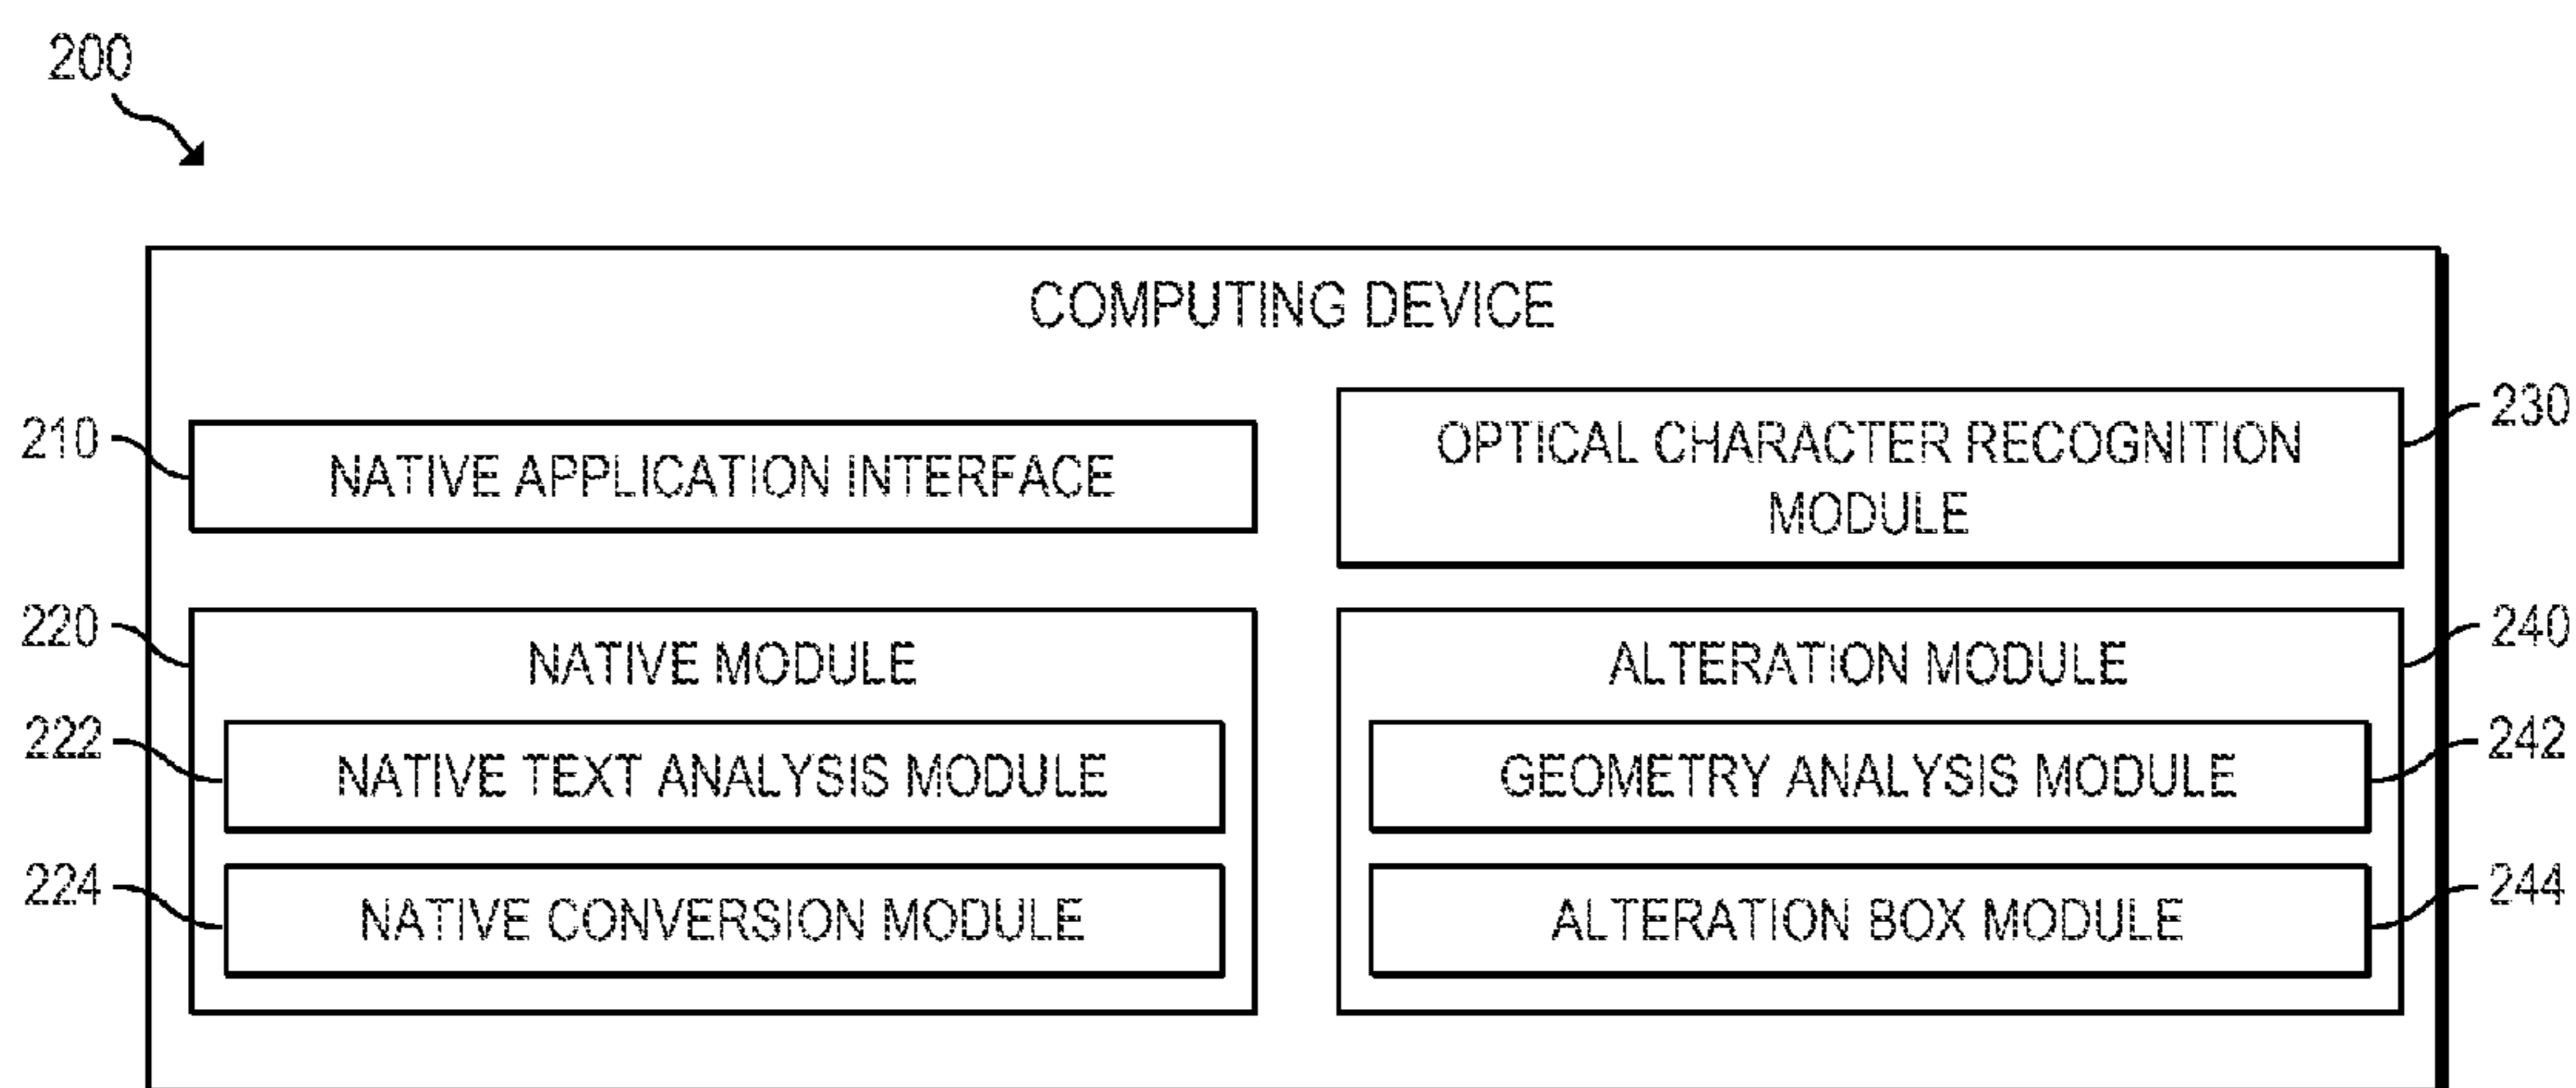 200
COMPUTING DEVICE
210
NATIVE APPLICATION INTERFACE
OPTICAL CHARACTER RECOGNITION
MODULE
230
220
NATIVE MODULE
222
NATIVE TEXT ANALYSIS MODULE
224
NATIVE CONVERSION MODULE
ALTERATION MODULE
240
GEOMETRY ANALYSIS MODULE
242
ALTERATION BOX MODULE
244